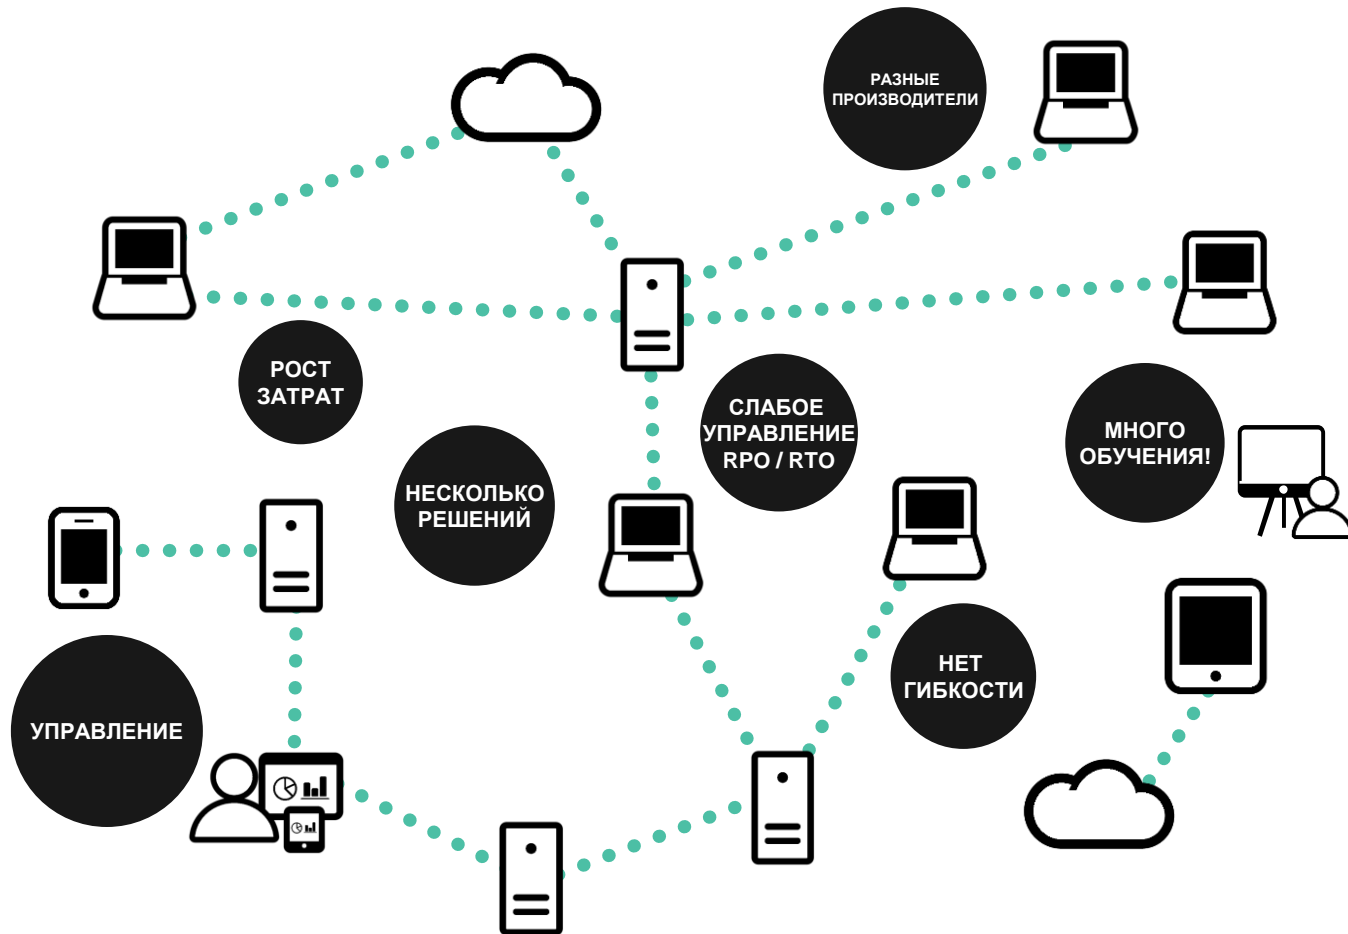 РАЗНЫЕ
ПРОИЗВОДИТЕЛИ
РОСТ
ЗАТРАТ
СЛАБОЕ
УПРАВЛЕНИЕ
RPO / RTO
МНОГО
ОБУЧЕНИЯ!
НЕСКОЛЬКО
РЕШЕНИЙ
НЕТ
ГИБКОСТИ
УПРАВЛЕНИЕ